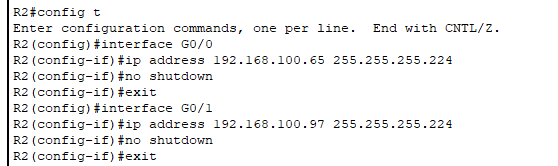 R2#config t
Enter configuration commands, one per line.  End with CNTL/Z.
R2(config)#interface G0/0
R2(config-if)#ip address 192.168.100.65 255.255.255.224
R2(config-if)#no shutdown
R2(config-if)#exit
R2(config)#interface G0/1
R2(config-if)#ip address 192.168.100.97 255.255.255.224
R2(config-if)#no shutdown
R2(config-if)#exit